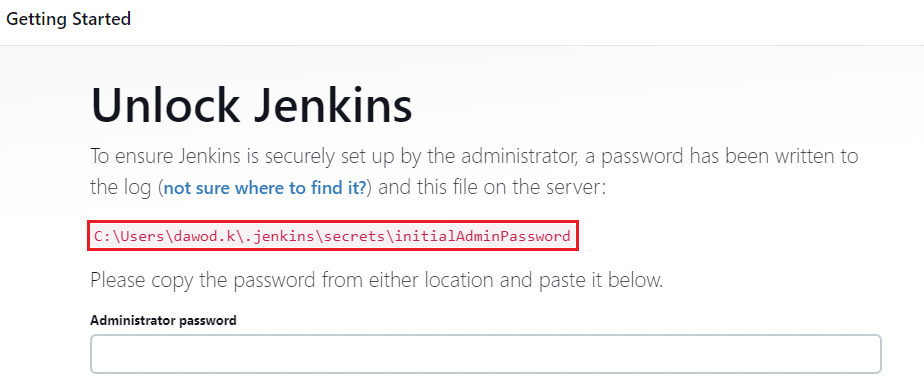 Getting Started
Unlock Jenkins
To ensure Jenkins is securely set up by the administrator, a password has been written to
the log (not sure where to find it?) and this file on the server:
C:\Users\dawod.k\.jenkins\secrets\initialAdminPassword
Please copy the password from either location and paste it below.
Administrator password